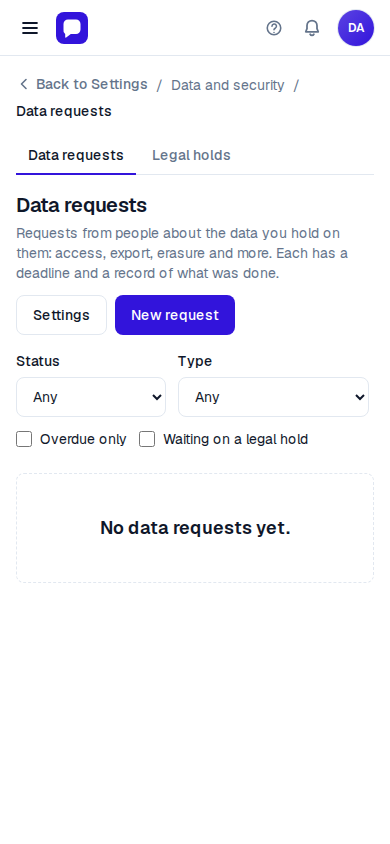 DA
Back to Settings / Data and security /
Data requests
Data requests Legal holds
Data requests
Requests from people about the data you hold on
them: access, export, erasure and more. Each has a
deadline and a record of what was done.
Settings New request
Status Type
Any Any
Overdue only Waiting on a legal hold
No data requests yet.